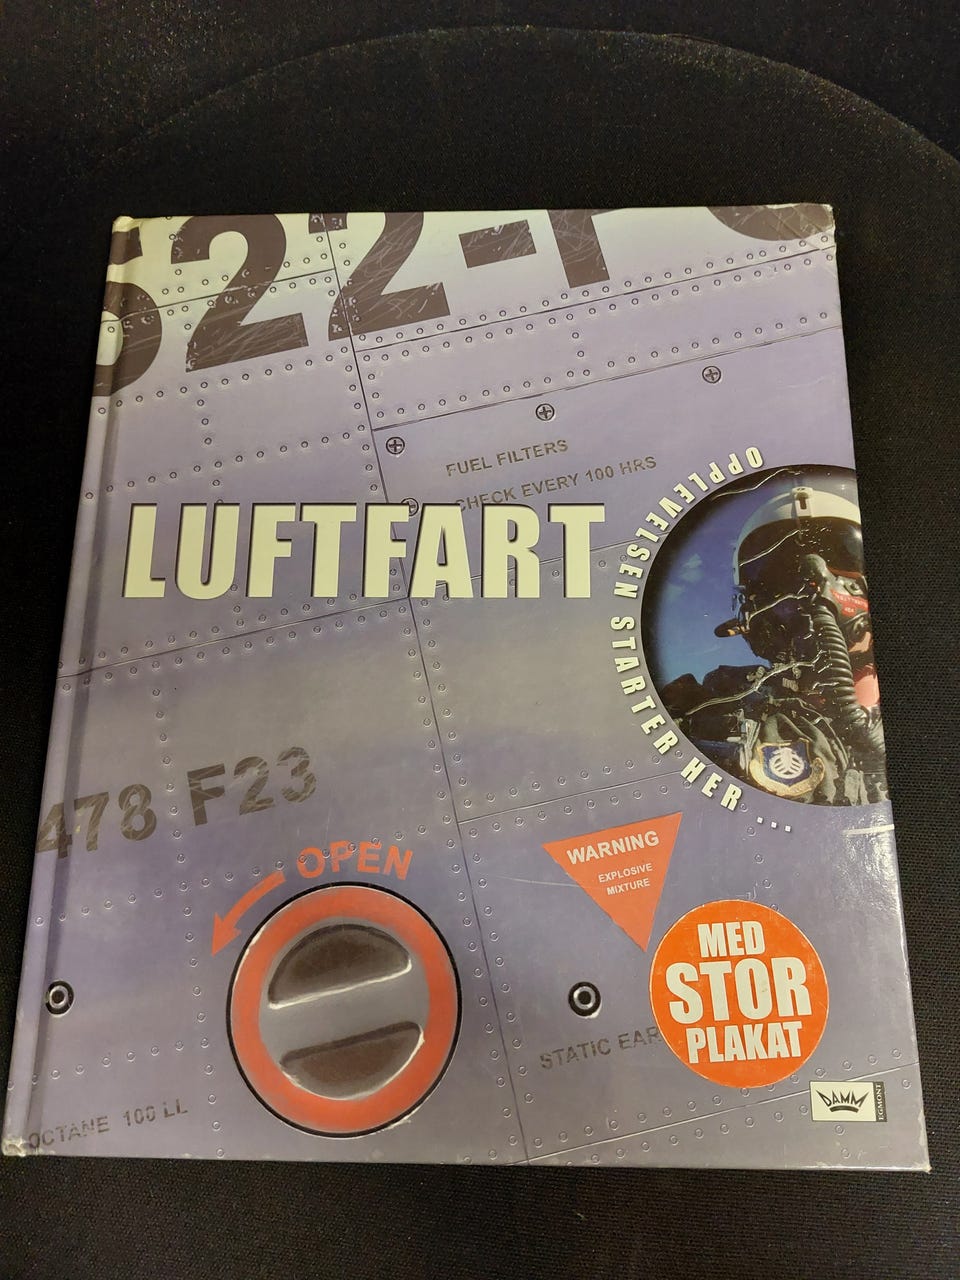 622-P
FUEL FILTERS
CHECK EVERY 100 HRS
LUFTFART
OPPLEVELSEN STARTER HER ...
478 F23
OPEN
WARNING
EXPLOSIVE
MIXTURE
MED
STOR
PLAKAT
STATIC EAR
DAMM
EGMONT
OCTANE 100 LL